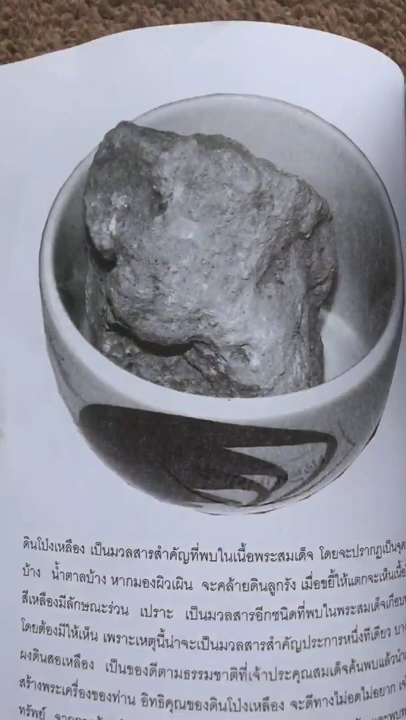 ดินโป่งเหลือง เป็นมวลสารสำคัญที่พบในเนื้อพระสมเด็จ โดยจะปรากฏเป็นจุด
บ้าง น้ำตาลบ้าง หากมองผิวเผิน จะคล้ายดินลูกรัง เมื่อขยี้ให้แตกจะเห็นเนื้อ
สีเหลืองมีลักษณะร่วน เปราะ เป็นมวลสารอีกชนิดที่พบในพระสมเด็จเกือบ
โดยต้องมีให้เห็น เพราะเหตุนี้น่าจะเป็นมวลสารสำคัญประการหนึ่งทีเดียว บาง
ผงดินสอเหลือง เป็นของดีตามธรรมชาติที่เจ้าประคุณสมเด็จค้นพบแล้วนำ
สร้างพระเครื่องของท่าน อิทธิคุณของดินโป่งเหลือง จะดีทางไม่อดไม่อยาก
ทรัพย์